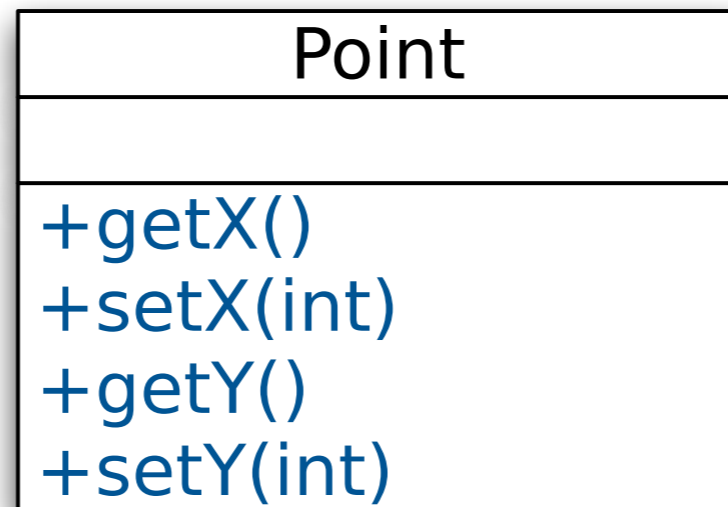 Point
+getX()
+setX(int)
+getY()
+setY(int)